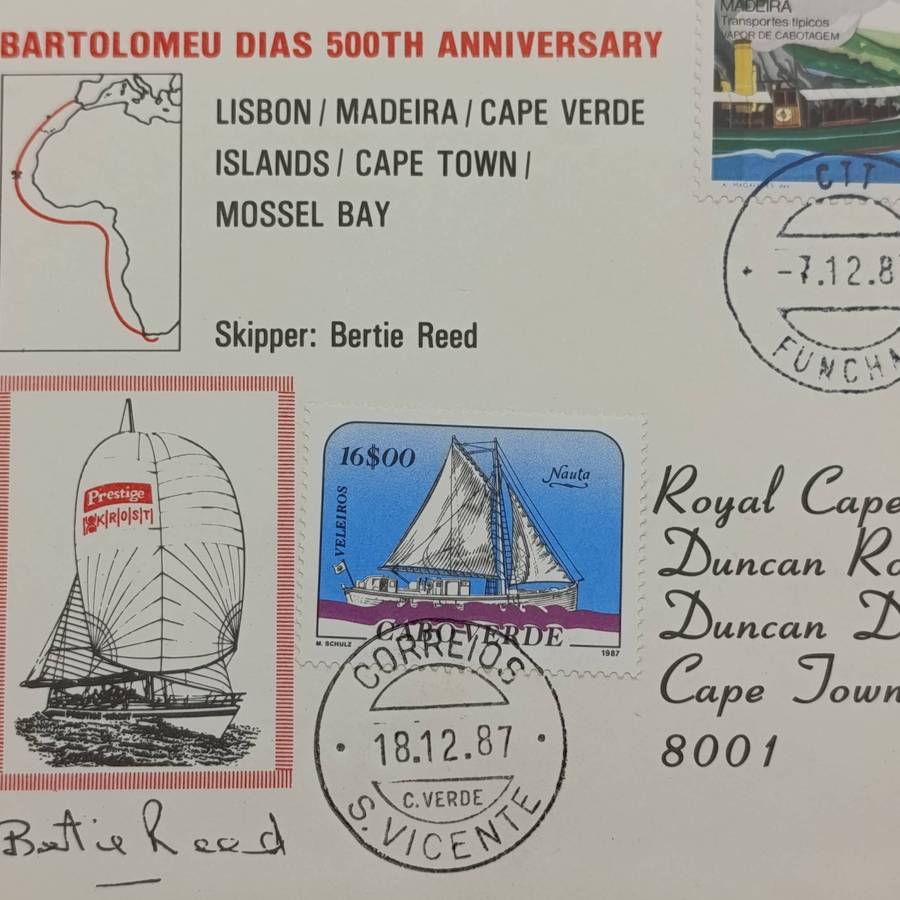 BARTOLOMEU DIAS 500TH ANNIVERSARY
LISBON / MADEIRA / CAPE VERDE
ISLANDS / CAPE TOWN /
MOSSEL BAY
Skipper: Bertie Reed
MADEIRA
Transportes típicos
VAPOR DE CABOTAGEM
CTT
-7.12.8
FUNCHA
Prestige
KROST
16$00
Nauta
VELEIROS
M. SCHULZ
CABO VERDE
1987
CORREIOS
18.12.87
C. VERDE
S. VICENTE
Royal Cape
Duncan Ro
Duncan D
Cape Town
8001
Bertie Reed